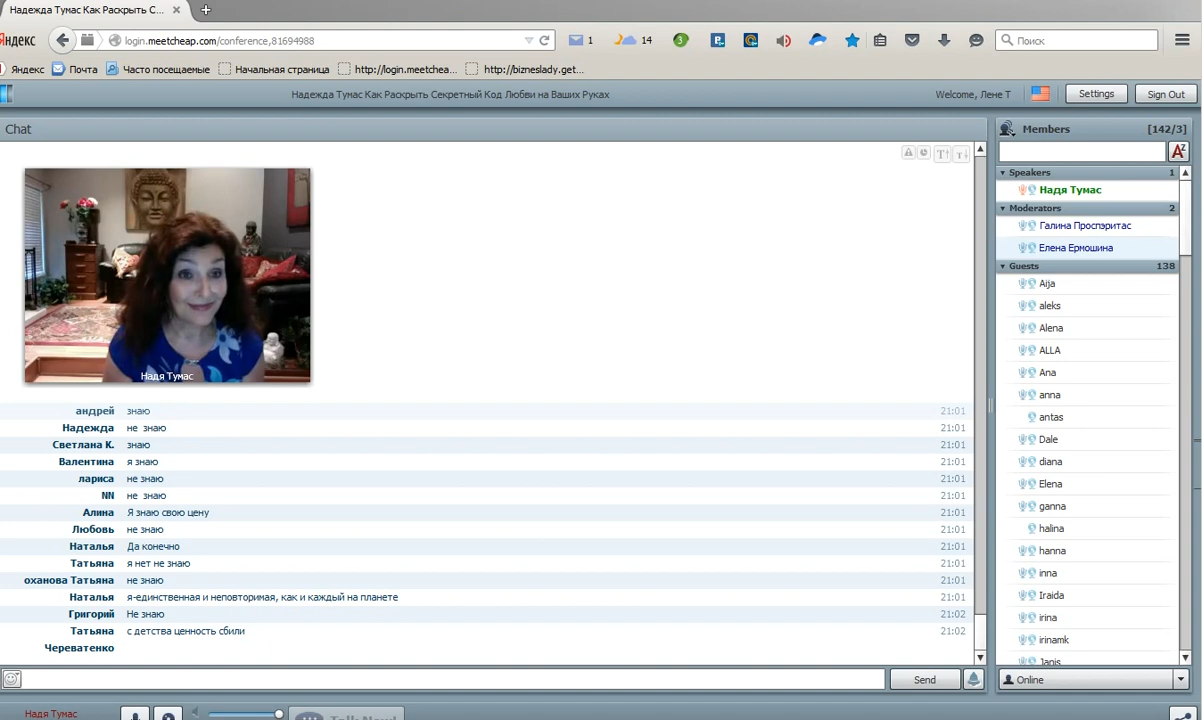 Надежда Тумас Как Раскрыть С...
Яндекс
login.meetcheap.com/conference,81694988
1
14
3
Поиск
Яндекс
Почта
Часто посещаемые
Начальная страница
http://login.meetchea...
http://bizneslady.get...
Надежда Тумас Как Раскрыть Секретный Код Любви на Ваших Руках
Welcome, Лене Т
Settings
Sign Out
Chat
Members [142/3]
Speakers 1
Надя Тумас
Moderators 2
Галина Проспэритас
Елена Ермошина
Guests 138
Aija
aleks
Alena
ALLA
Ana
anna
antas
Dale
diana
Elena
ganna
halina
hanna
inna
Iraida
irina
irinamk
Janis
Online
Надя Тумас
андрей знаю 21:01
Надежда не знаю 21:01
Светлана К. знаю 21:01
Валентина я знаю 21:01
лариса не знаю 21:01
NN не знаю 21:01
Алина Я знаю свою цену 21:01
Любовь не знаю 21:01
Наталья Да конечно 21:01
Татьяна я нет не знаю 21:01
оханова Татьяна не знаю 21:01
Наталья я-единственная и неповторимая, как и каждый на планете 21:01
Григорий Не знаю 21:02
Татьяна с детства ценность сбили 21:02
Череватенко
Send
Надя Тумас
Talk Now!